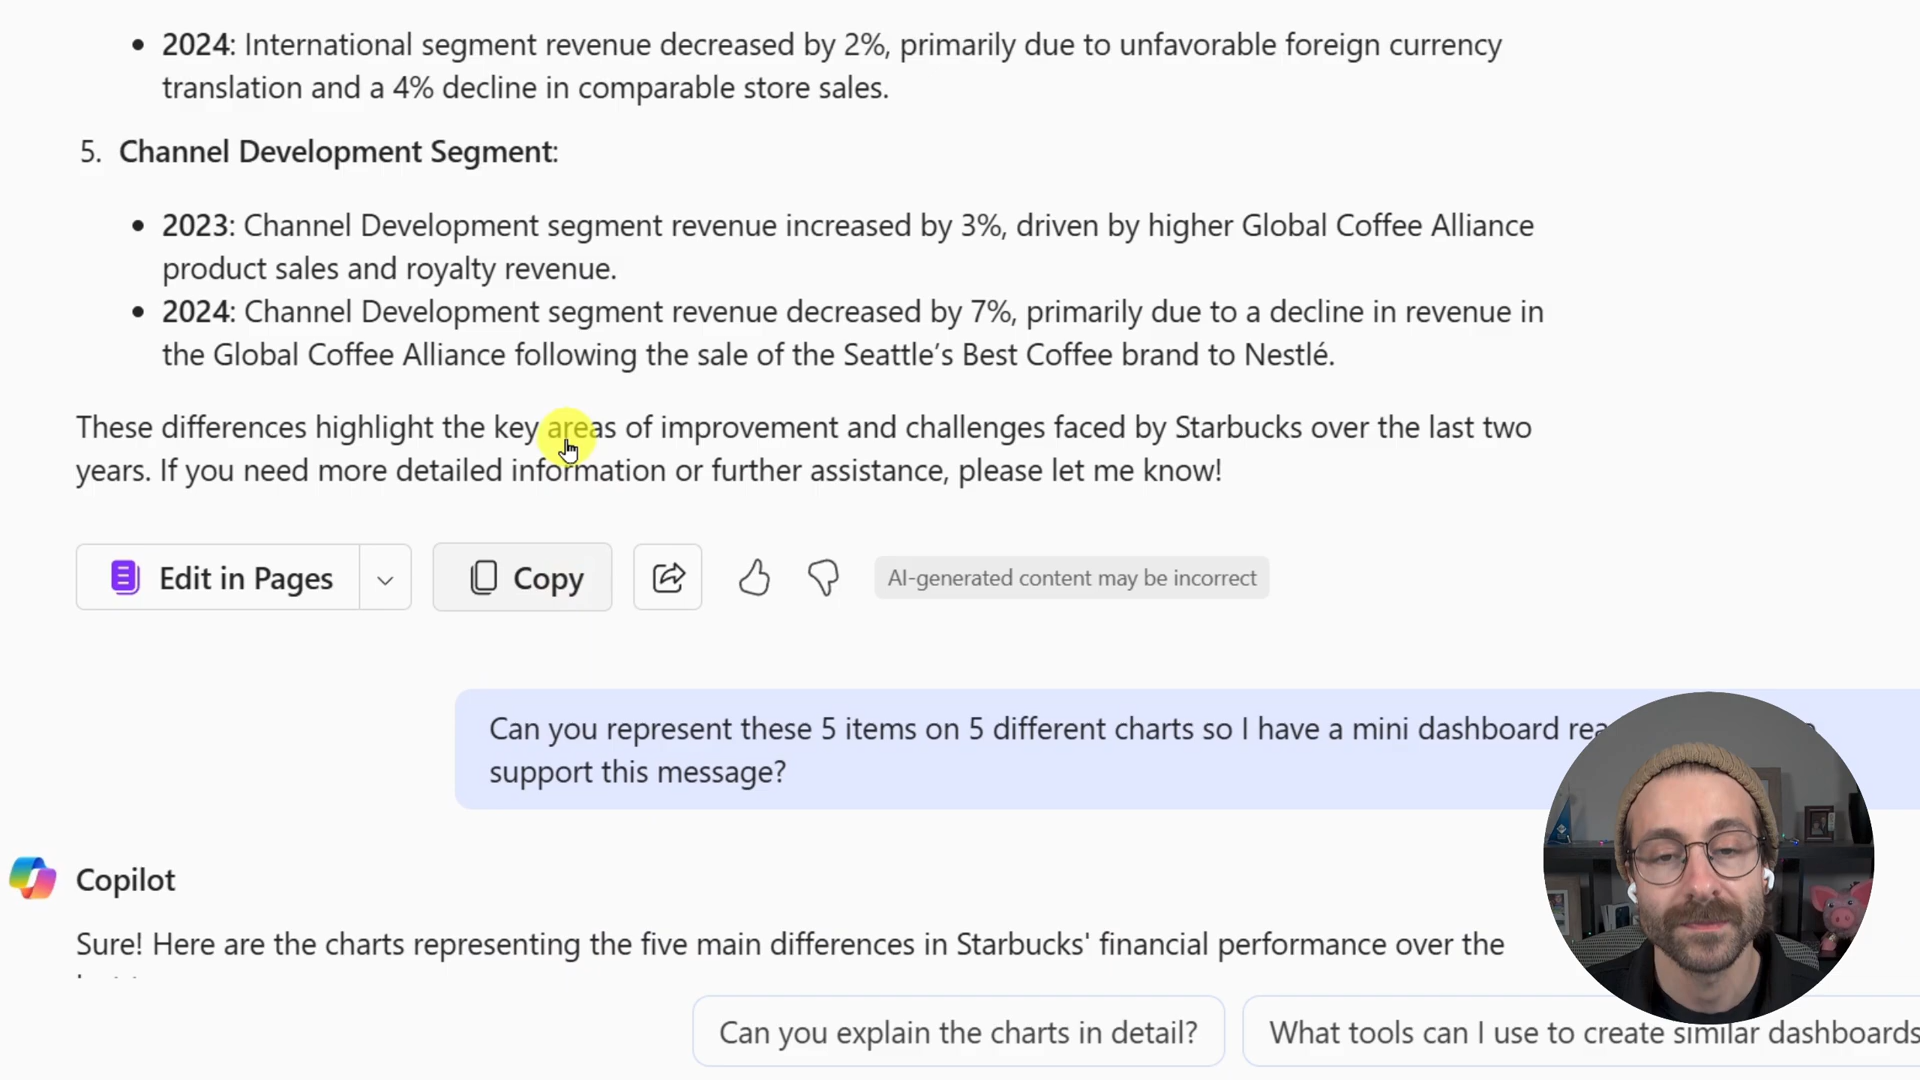 • 2024: International segment revenue decreased by 2%, primarily due to unfavorable foreign currency
translation and a 4% decline in comparable store sales.
5. Channel Development Segment:
• 2023: Channel Development segment revenue increased by 3%, driven by higher Global Coffee Alliance
product sales and royalty revenue.
• 2024: Channel Development segment revenue decreased by 7%, primarily due to a decline in revenue in
the Global Coffee Alliance following the sale of the Seattle’s Best Coffee brand to Nestlé.
These differences highlight the key areas of improvement and challenges faced by Starbucks over the last two
years. If you need more detailed information or further assistance, please let me know!
Edit in Pages
Copy
AI-generated content may be incorrect
Can you represent these 5 items on 5 different charts so I have a mini dashboard
support this message?
Copilot
Sure! Here are the charts representing the five main differences in Starbucks' financial performance over the
Can you explain the charts in detail?
What tools can I use to create similar dashboards